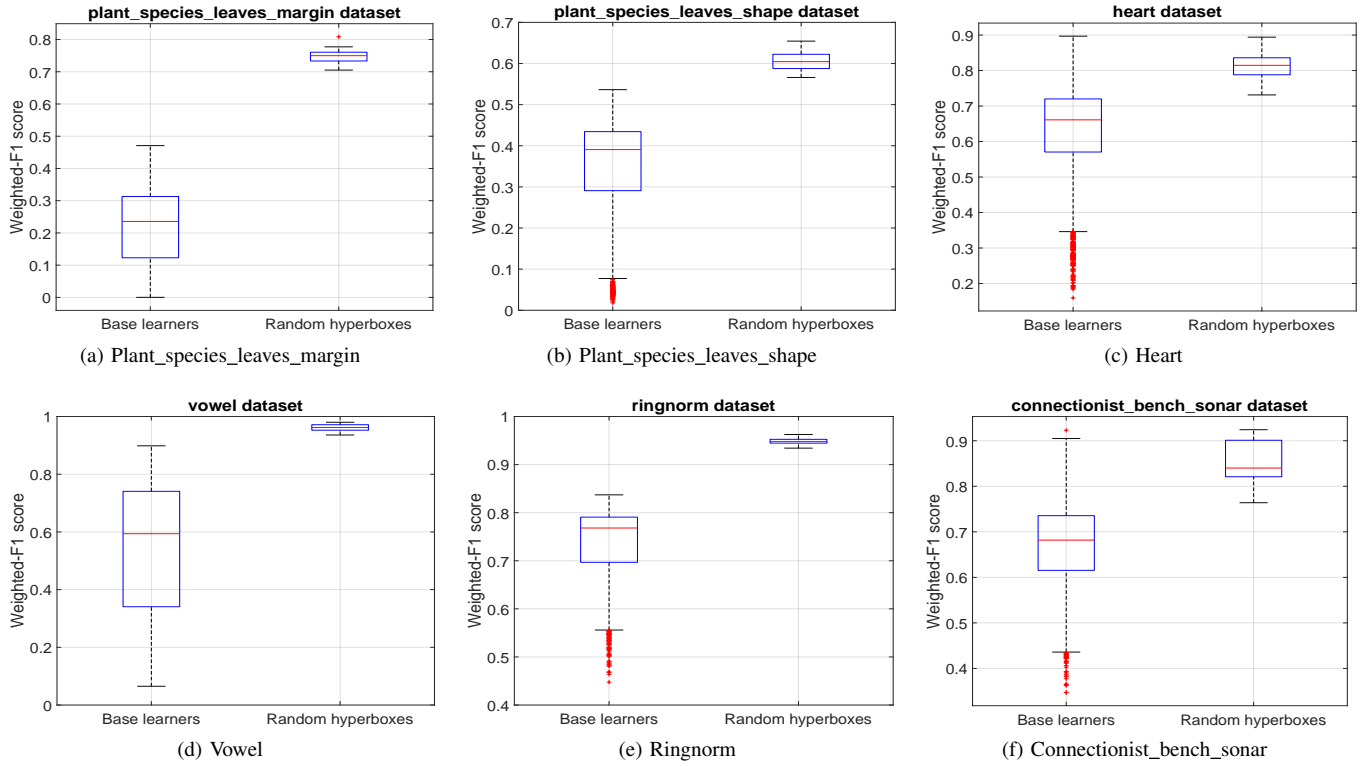 plant_species_leaves_margin dataset
Weighted-F1 score
0.8
0.7
0.6
0.5
0.4
0.3
0.2
0.1
0
Base learners Random hyperboxes
(a) Plant_species_leaves_margin
plant_species_leaves_shape dataset
Weighted-F1 score
0.7
0.6
0.5
0.4
0.3
0.2
0.1
0
Base learners Random hyperboxes
(b) Plant_species_leaves_shape
heart dataset
Weighted-F1 score
0.9
0.8
0.7
0.6
0.5
0.4
0.3
0.2
Base learners Random hyperboxes
(c) Heart
vowel dataset
Weighted-F1 score
1
0.8
0.6
0.4
0.2
0
Base learners Random hyperboxes
(d) Vowel
ringnorm dataset
Weighted-F1 score
1
0.9
0.8
0.7
0.6
0.5
0.4
Base learners Random hyperboxes
(e) Ringnorm
connectionist_bench_sonar dataset
Weighted-F1 score
0.9
0.8
0.7
0.6
0.5
0.4
Base learners Random hyperboxes
(f) Connectionist_bench_sonar